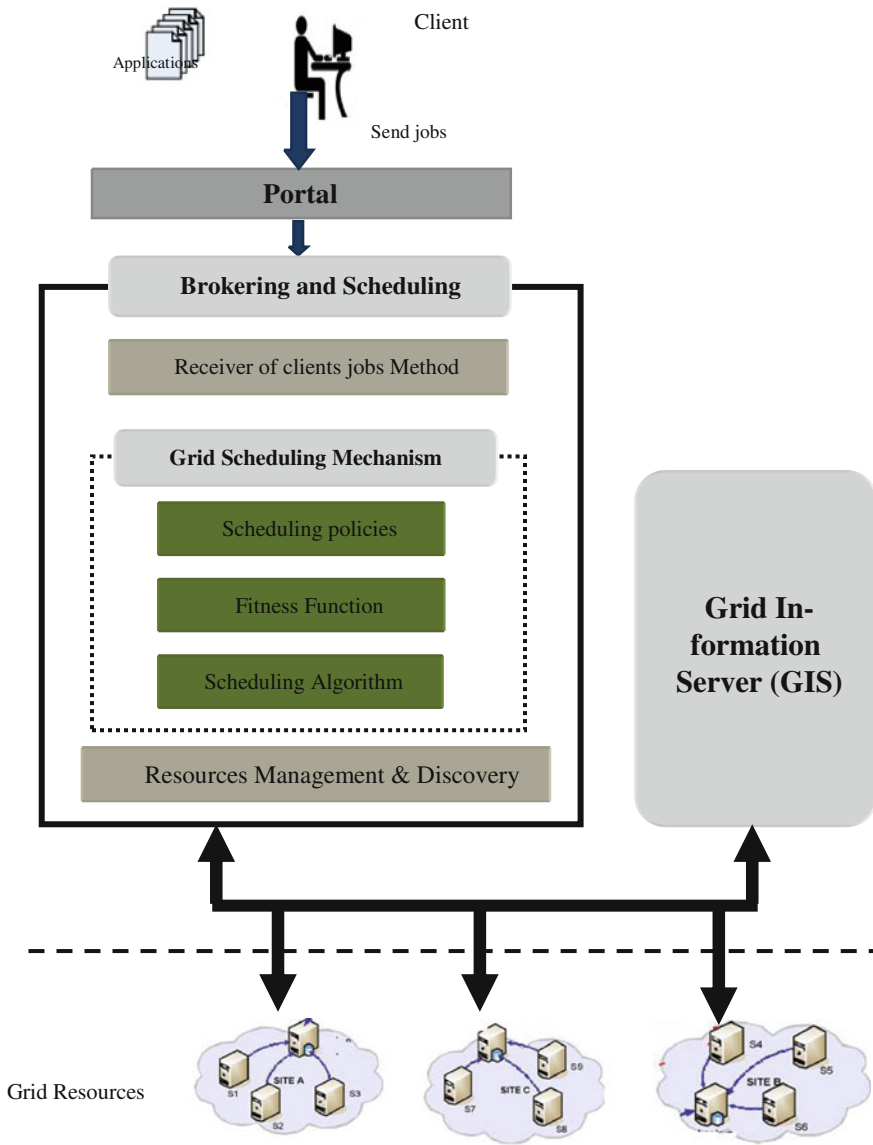 Client
Applications
Send jobs
Portal
Brokering and Scheduling
Receiver of clients jobs Method
Grid Scheduling Mechanism
Scheduling policies
Fitness Function
Scheduling Algorithm
Resources Management & Discovery
Grid In-
formation
Server (GIS)
Grid Resources
S1
SITE A
S2
S3
S7
SITE C
S9
S8
S4
S5
SITE B
S6